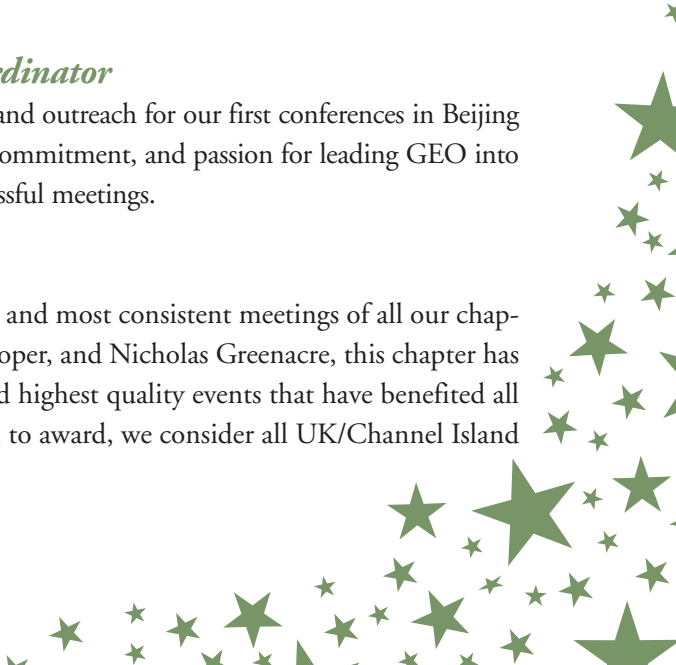 rdinator
and outreach for our first conferences in Beijing
ommitment, and passion for leading GEO into
ssful meetings.
and most consistent meetings of all our chap-
oper, and Nicholas Greenacre, this chapter has
d highest quality events that have benefited all
to award, we consider all UK/Channel Island